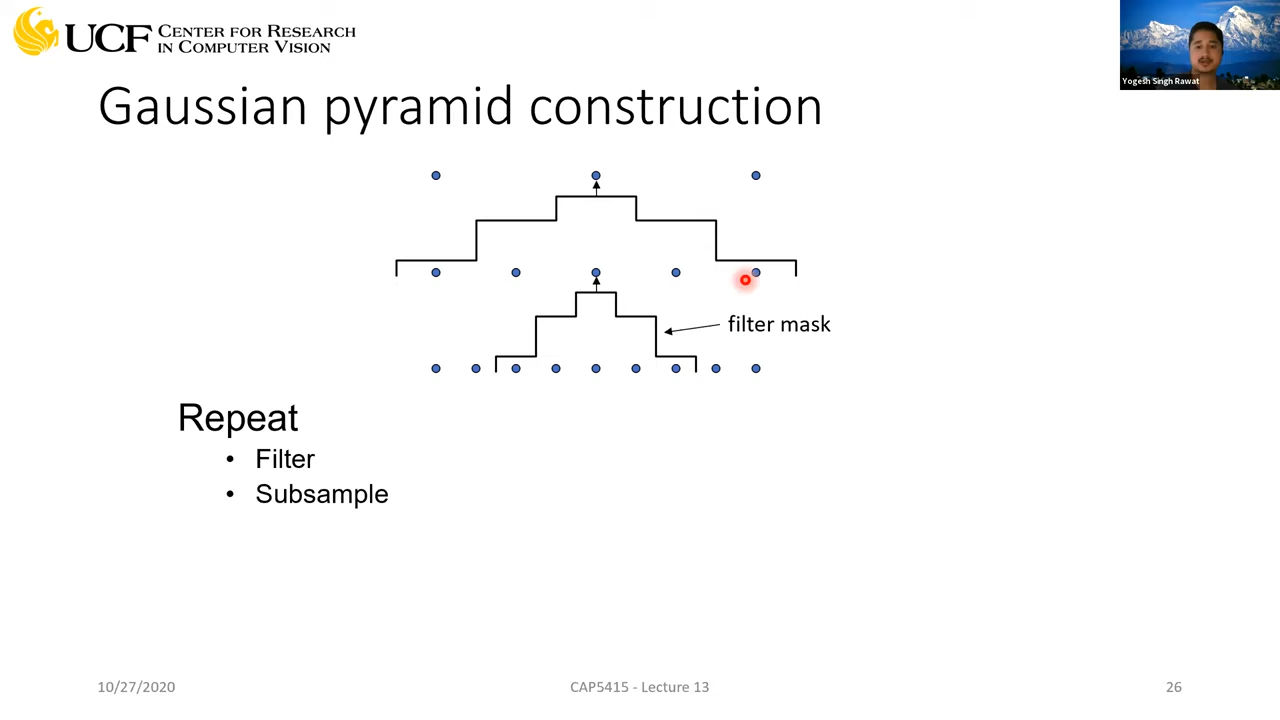 UCF CENTER FOR RESEARCH
IN COMPUTER VISION
Yogesh Singh Rawat
Gaussian pyramid construction
filter mask
Repeat
• Filter
• Subsample
10/27/2020
CAP5415 - Lecture 13
26